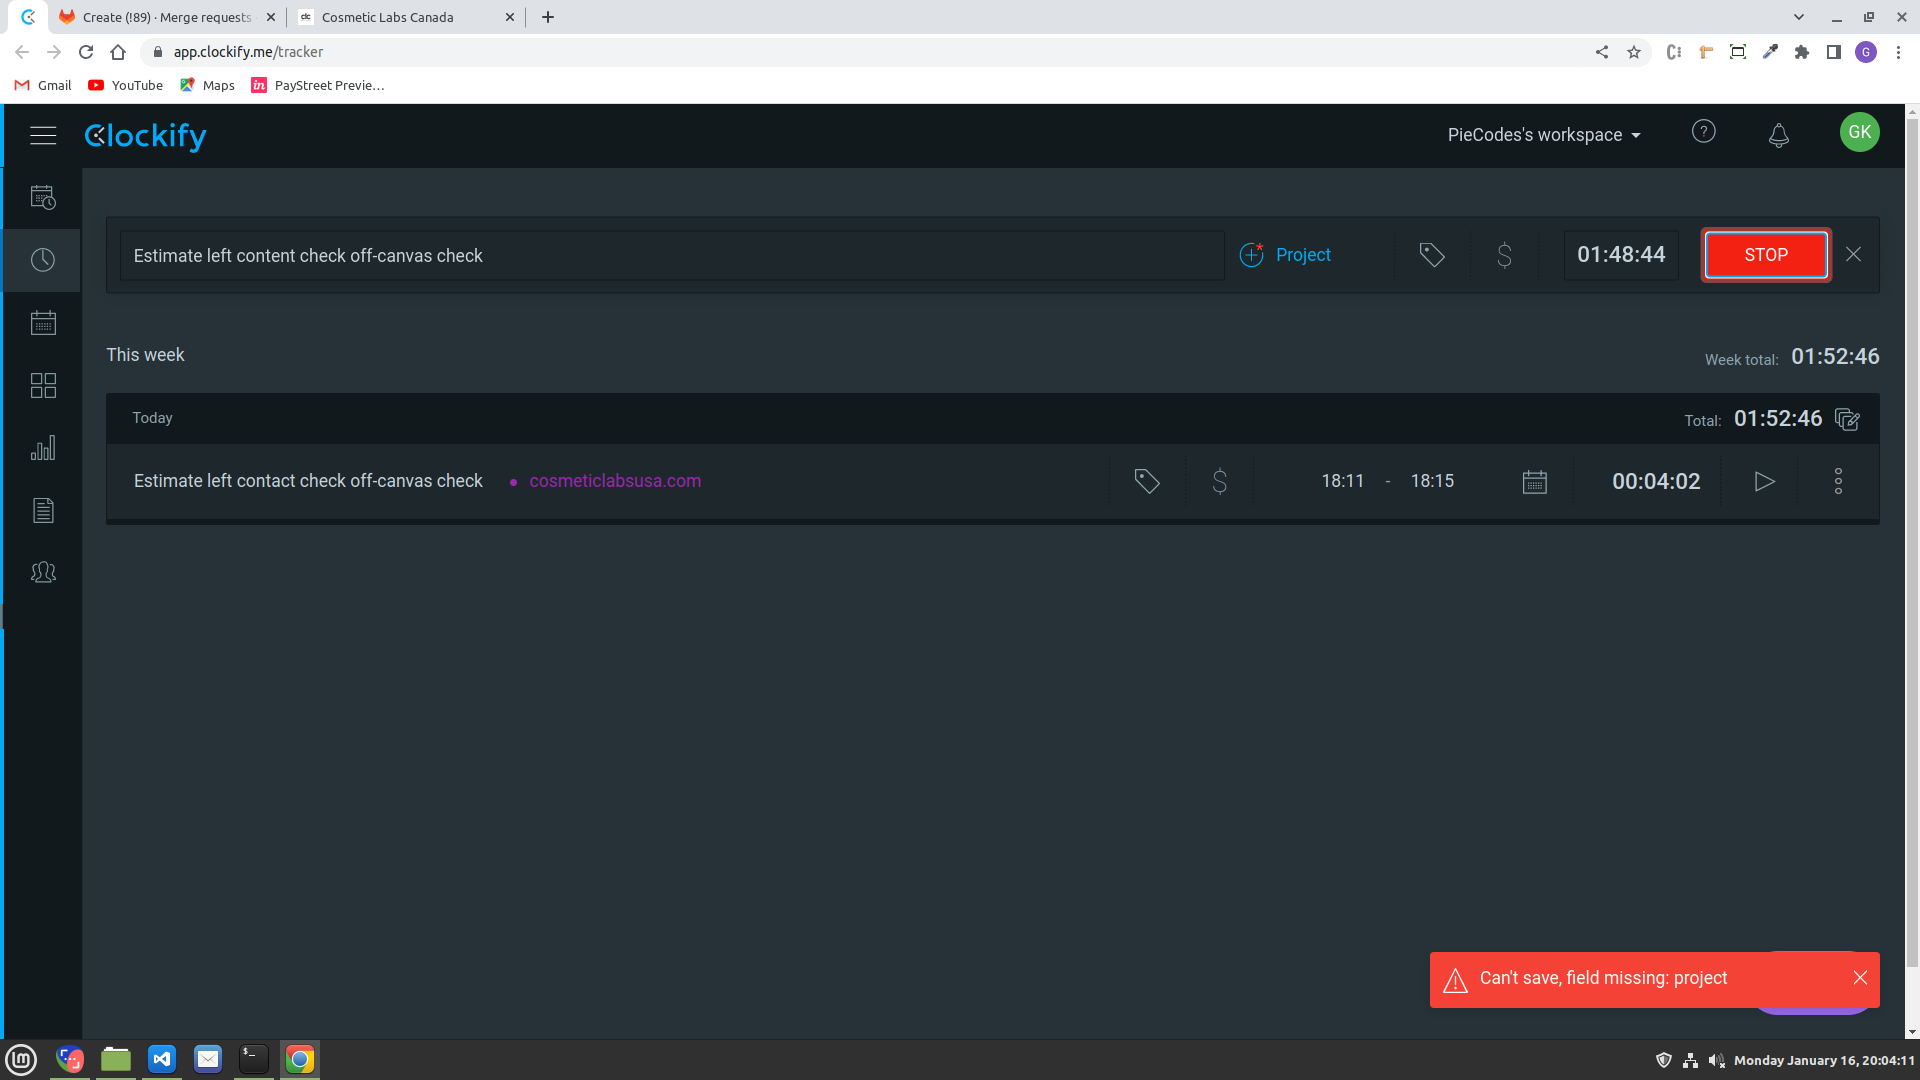 Create (!89) · Merge requests
Cosmetic Labs Canada
app.clockify.me/tracker
G
Gmail
YouTube
Maps
in
PayStreet Previe...
Clockify
PieCodes's workspace
?
GK
Estimate left content check off-canvas check
Project
$
01:48:44
STOP
This week
Week total: 01:52:46
Today
Total: 01:52:46
Estimate left contact check off-canvas check
cosmeticlabsusa.com
$
18:11 - 18:15
00:04:02
Can't save, field missing: project
Monday January 16, 20:04:11